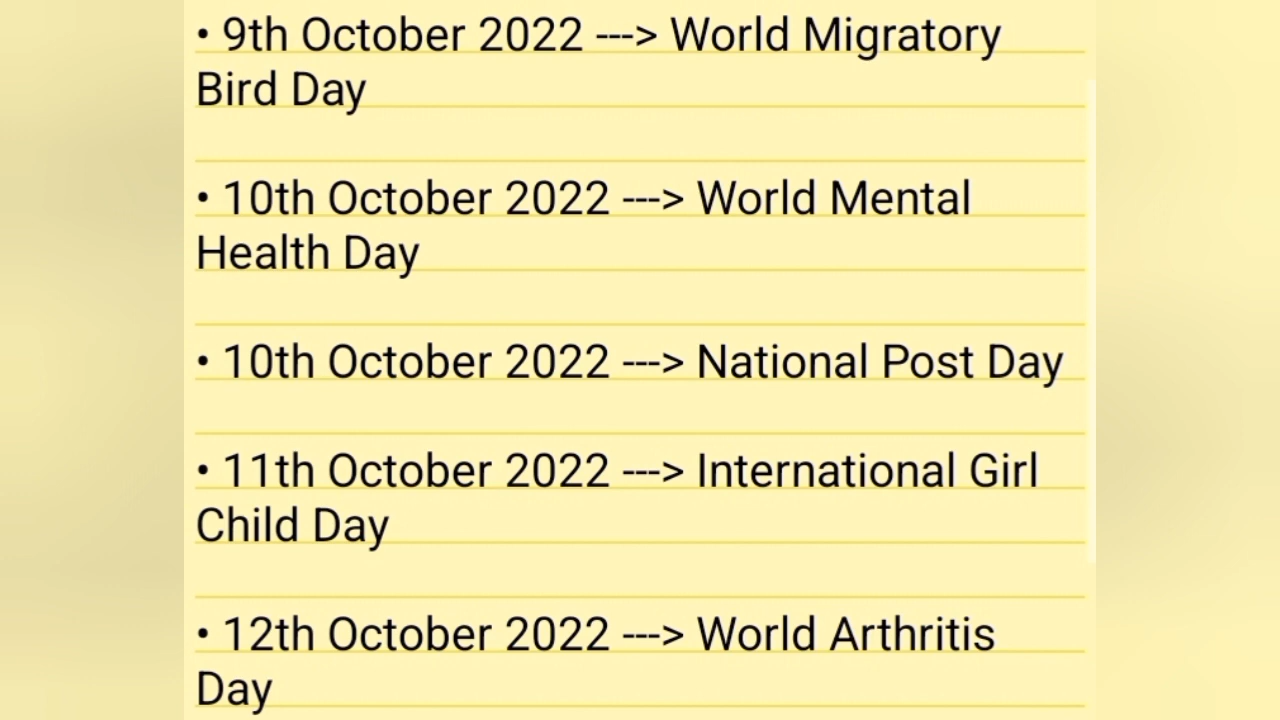 • 9th October 2022 ---> World Migratory
Bird Day
• 10th October 2022 ---> World Mental
Health Day
• 10th October 2022 ---> National Post Day
• 11th October 2022 ---> International Girl
Child Day
• 12th October 2022 ---> World Arthritis
Day